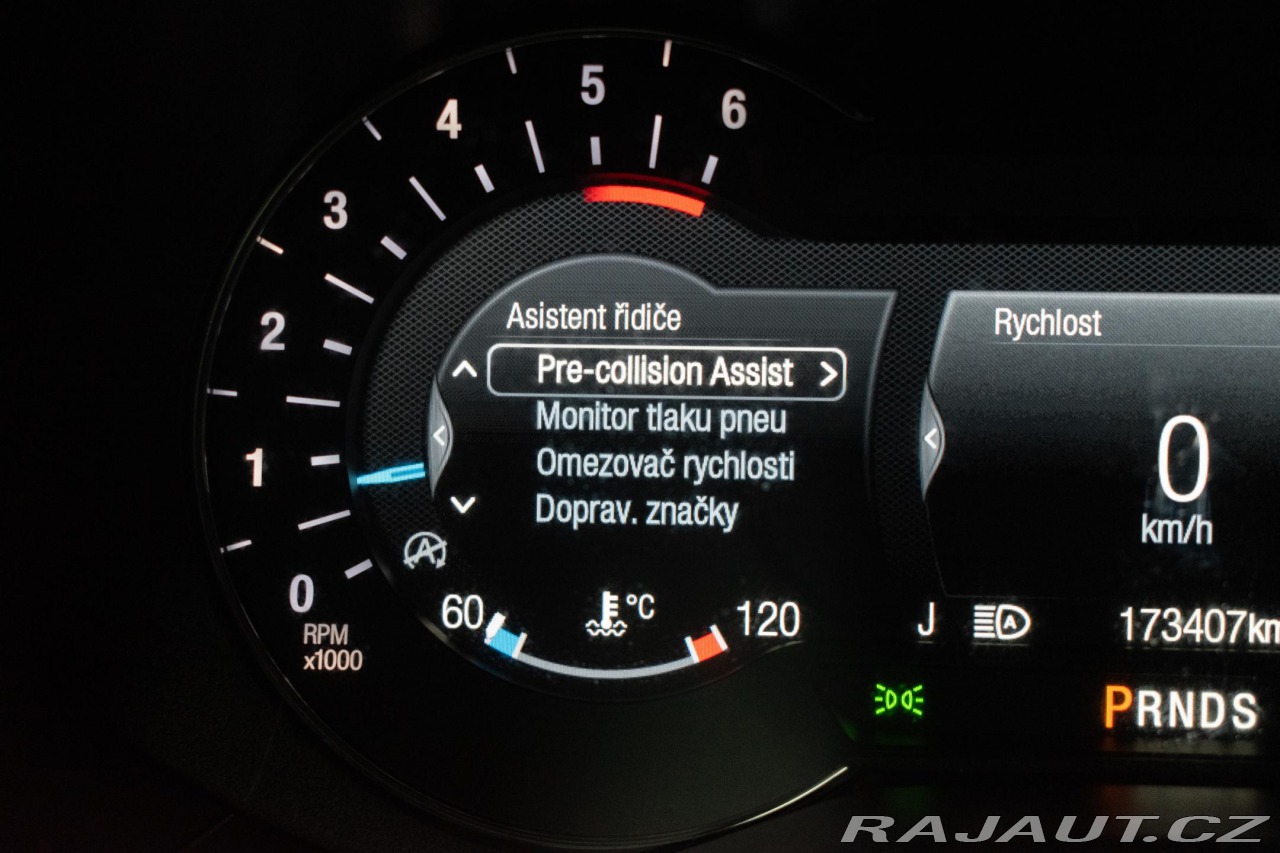 0
1
2
3
4
5
6
RPM
x1000
Asistent řidiče
Pre-collision Assist
Monitor tlaku pneu
Omezovač rychlosti
Doprav. značky
60
°C
120
Rychlost
0
km/h
J
A
173407km
PRNDS
RAJAUT.CZ